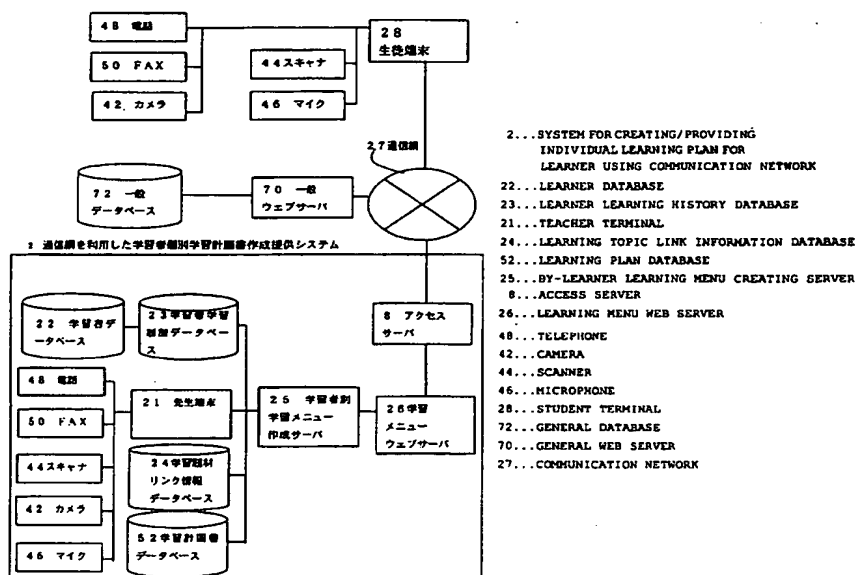 48 電話
50 FAX
42 カメラ
44スキャナ
46 マイク
28
生徒端末
27通信網
72 一般
データベース
70 一般
ウェブサーバ
2 通信網を利用した学習者個別学習計画書作成提供システム
22 学習者デ
ータベース
23学習者学習
履歴データベー
ス
8 アクセス
サーバ
48 電話
50 FAX
44スキャナ
42 カメラ
46 マイク
21 先生端末
25 学習者別
学習メニュー
作成サーバ
26学習
メニュー
ウェブサーバ
24学習題材
リンク情報
データベース
52学習計画書
データベース
2...SYSTEM FOR CREATING/PROVIDING
INDIVIDUAL LEARNING PLAN FOR
LEARNER USING COMMUNICATION NETWORK
22...LEARNER DATABASE
23...LEARNER LEARNING HISTORY DATABASE
21...TEACHER TERMINAL
24...LEARNING TOPIC LINK INFORMATION DATABASE
52...LEARNING PLAN DATABASE
25...BY-LEARNER LEARNING MENU CREATING SERVER
8...ACCESS SERVER
26...LEARNING MENU WEB SERVER
48...TELEPHONE
42...CAMERA
44...SCANNER
46...MICROPHONE
28...STUDENT TERMINAL
72...GENERAL DATABASE
70...GENERAL WEB SERVER
27...COMMUNICATION NETWORK